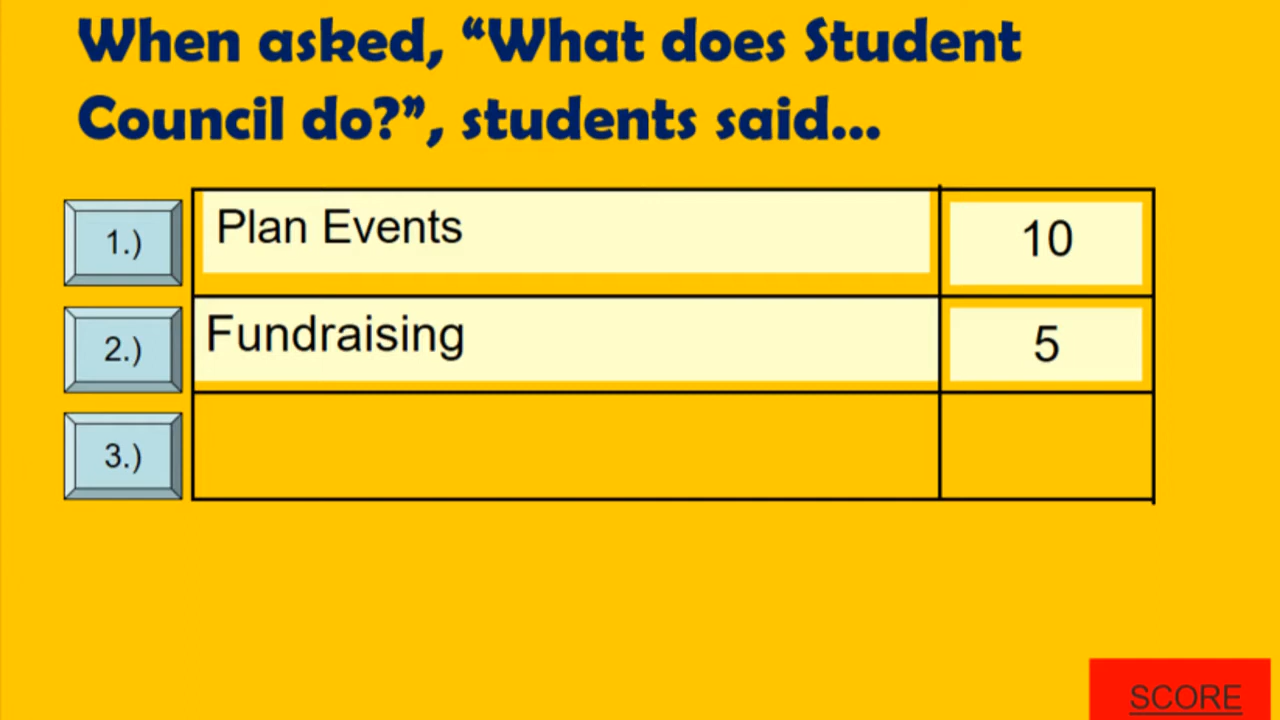 When asked, “What does Student
Council do?”, students said...
1.) Plan Events 10
2.) Fundraising 5
3.)
SCORE